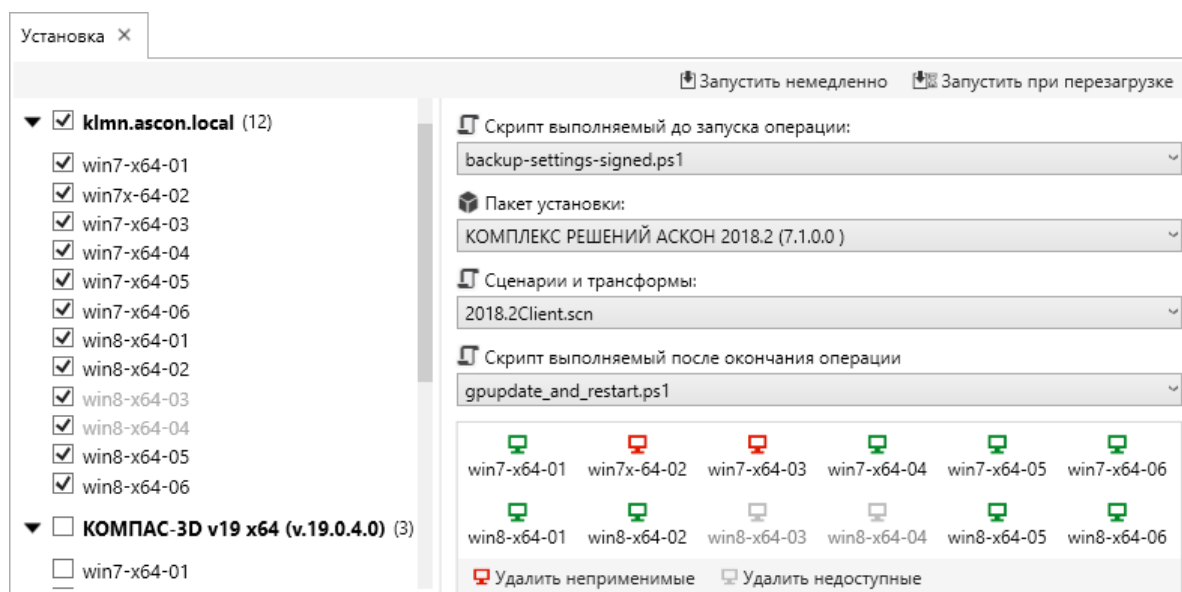 Установка
Запустить немедленно Запустить при перезагрузке
klmn.ascon.local (12)
win7-x64-01
win7x-64-02
win7-x64-03
win7-x64-04
win7-x64-05
win7-x64-06
win8-x64-01
win8-x64-02
win8-x64-03
win8-x64-04
win8-x64-05
win8-x64-06
КОМПАС-3D v19 x64 (v.19.0.4.0) (3)
win7-x64-01
Скрипт выполняемый до запуска операции:
backup-settings-signed.ps1
Пакет установки:
КОМПЛЕКС РЕШЕНИЙ АСКОН 2018.2 (7.1.0.0 )
Сценарии и трансформы:
2018.2Client.scn
Скрипт выполняемый после окончания операции
gpupdate_and_restart.ps1
win7-x64-01 win7x-64-02 win7-x64-03 win7-x64-04 win7-x64-05 win7-x64-06
win8-x64-01 win8-x64-02 win8-x64-03 win8-x64-04 win8-x64-05 win8-x64-06
Удалить неприменимые Удалить недоступные